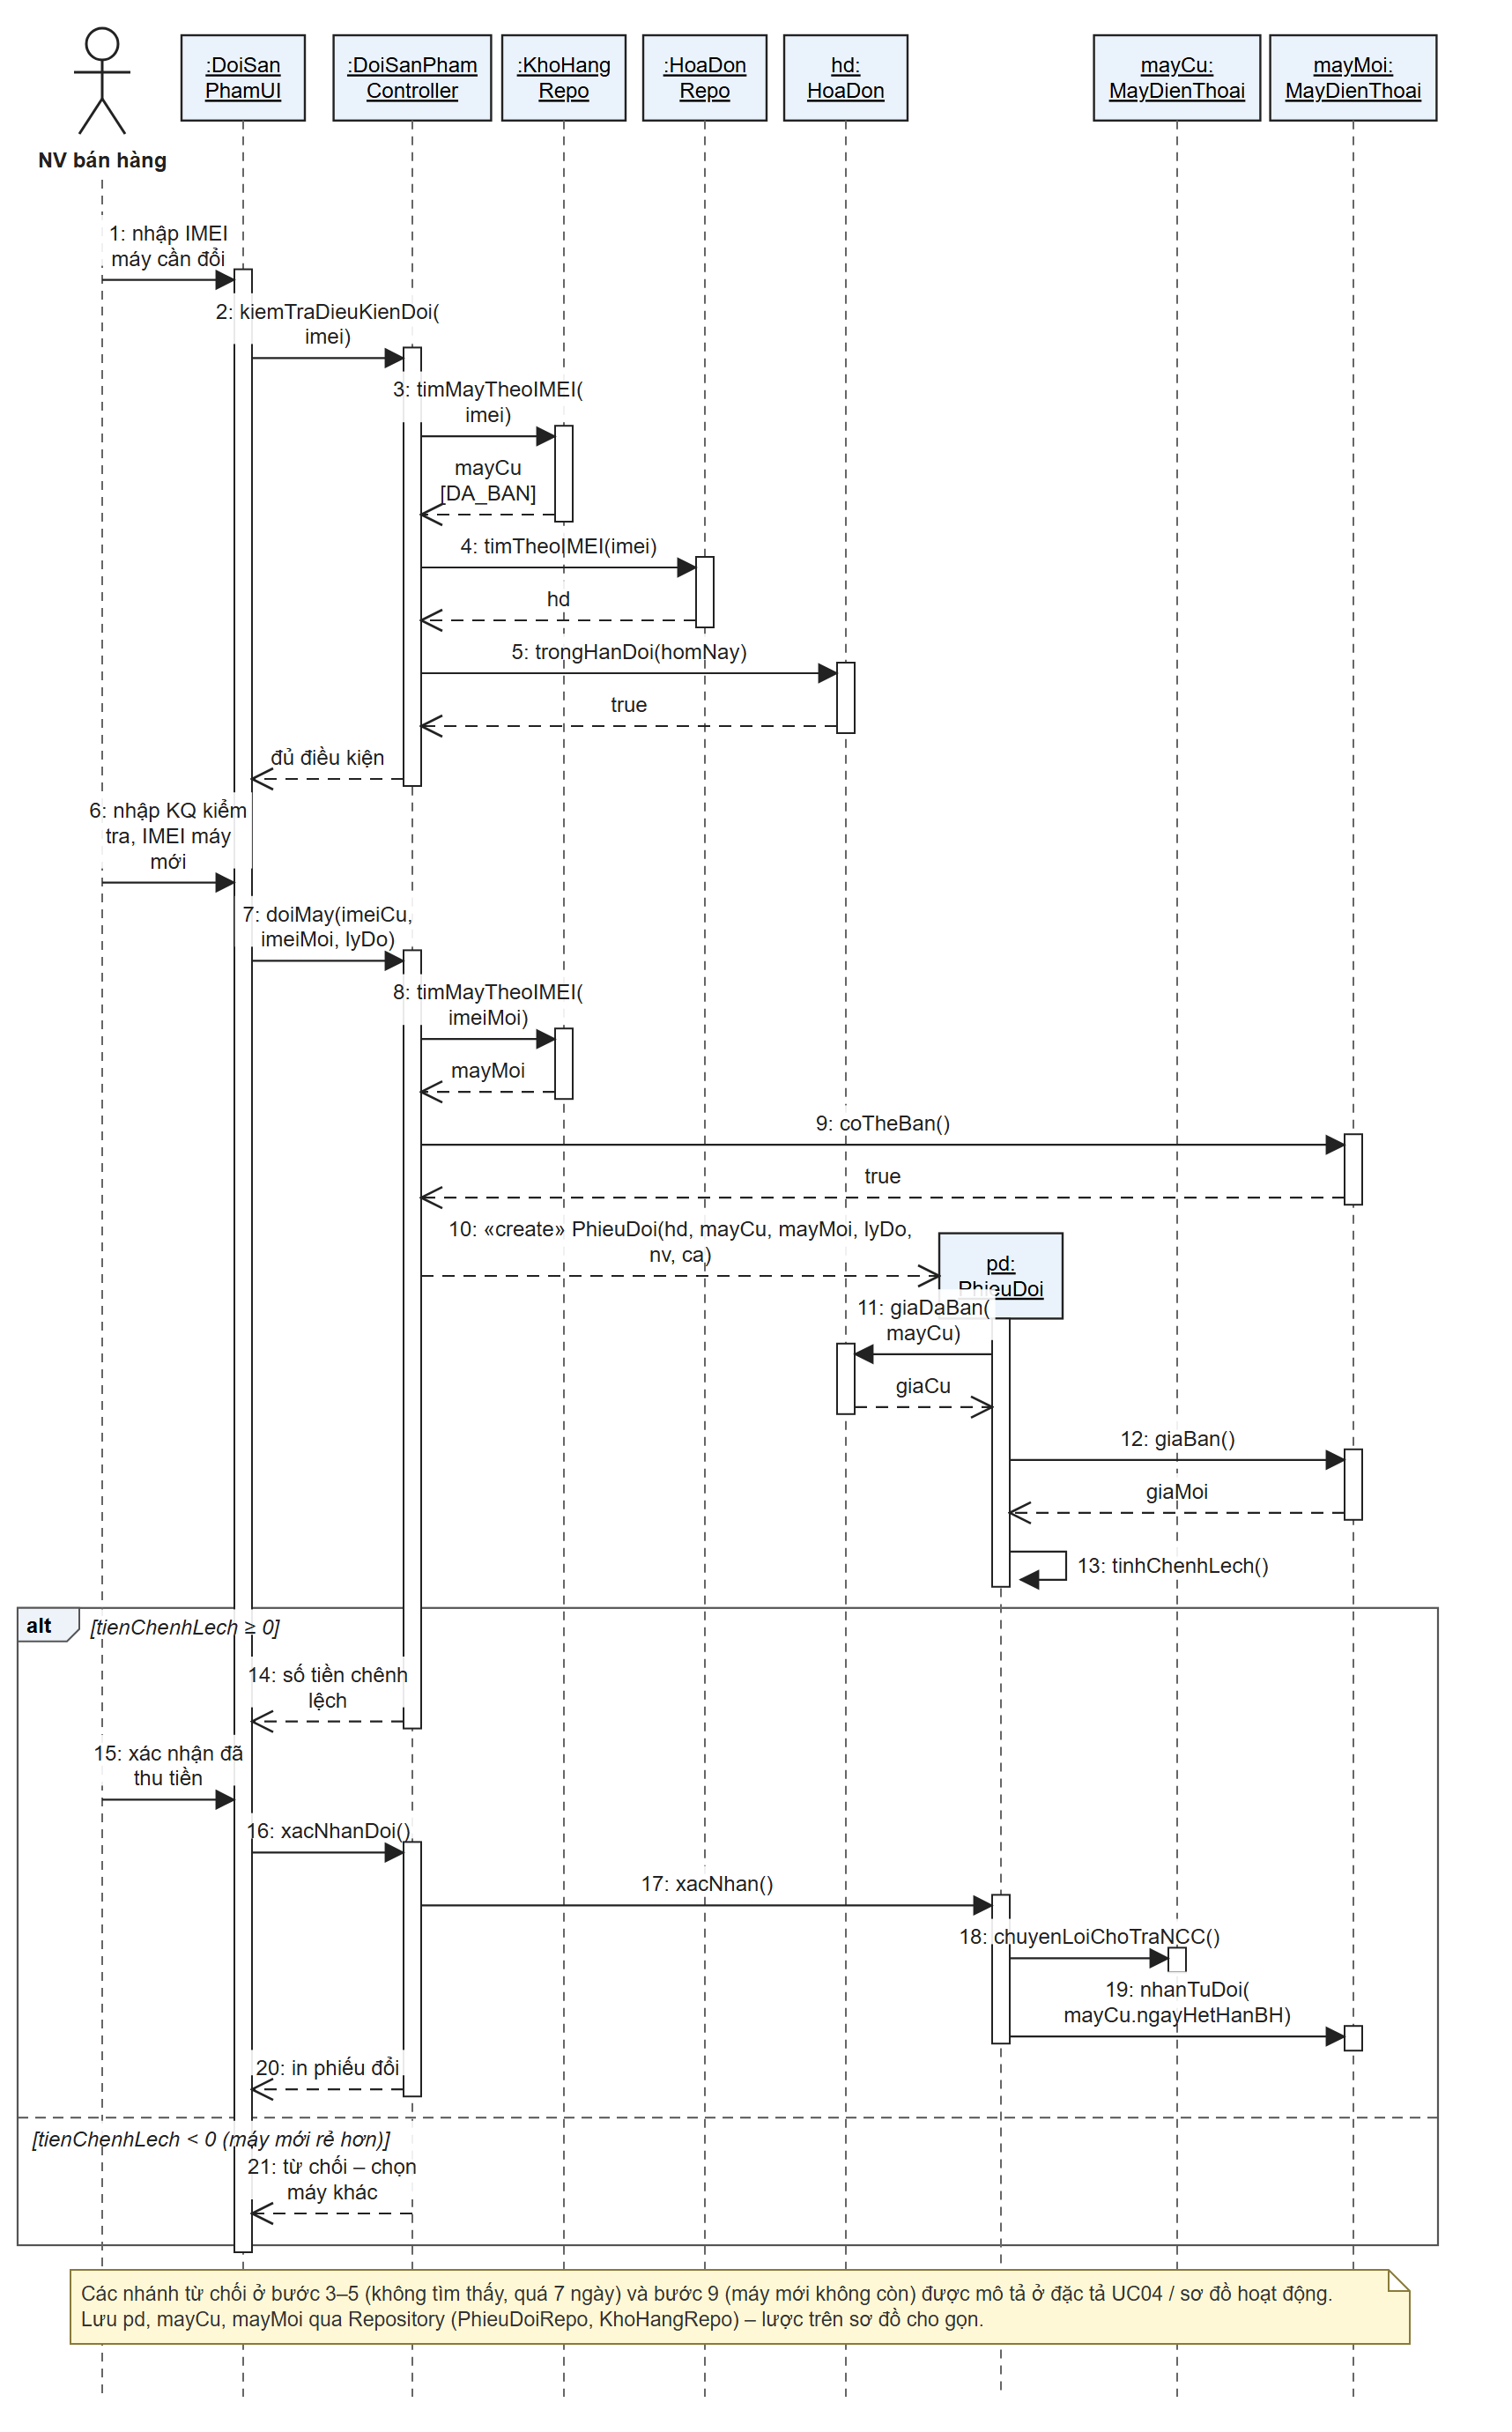 :DoiSan
PhamUI
:DoiSanPham
Controller
:KhoHang
Repo
:HoaDon
Repo
hd:
HoaDon
mayCu:
MayDienThoai
mayMoi:
MayDienThoai
NV bán hàng
1: nhập IMEI
máy cần đổi
2: kiemTraDieuKienDoi(
imei)
3: timMayTheoIMEI(
imei)
mayCu
[DA_BAN]
4: timTheoIMEI(imei)
hd
5: trongHanDoi(homNay)
true
đủ điều kiện
6: nhập KQ kiểm
tra, IMEI máy
mới
7: doiMay(imeiCu,
imeiMoi, lyDo)
8: timMayTheoIMEI(
imeiMoi)
mayMoi
9: coTheBan()
true
10: «create» PhieuDoi(hd, mayCu, mayMoi, lyDo,
nv, ca)
pd:
PhieuDoi
11: giaDaBan(
mayCu)
giaCu
12: giaBan()
giaMoi
13: tinhChenhLech()
alt
[tienChenhLech ≥ 0]
14: số tiền chênh
lệch
15: xác nhận đã
thu tiền
16: xacNhanDoi()
17: xacNhan()
18: chuyenLoiChoTraNCC()
19: nhanTuDoi(
mayCu.ngayHetHanBH)
20: in phiếu đổi
[tienChenhLech < 0 (máy mới rẻ hơn)]
21: từ chối – chọn
máy khác
Các nhánh từ chối ở bước 3–5 (không tìm thấy, quá 7 ngày) và bước 9 (máy mới không còn) được mô tả ở đặc tả UC04 / sơ đồ hoạt động.
Lưu pd, mayCu, mayMoi qua Repository (PhieuDoiRepo, KhoHangRepo) – lược trên sơ đồ cho gọn.